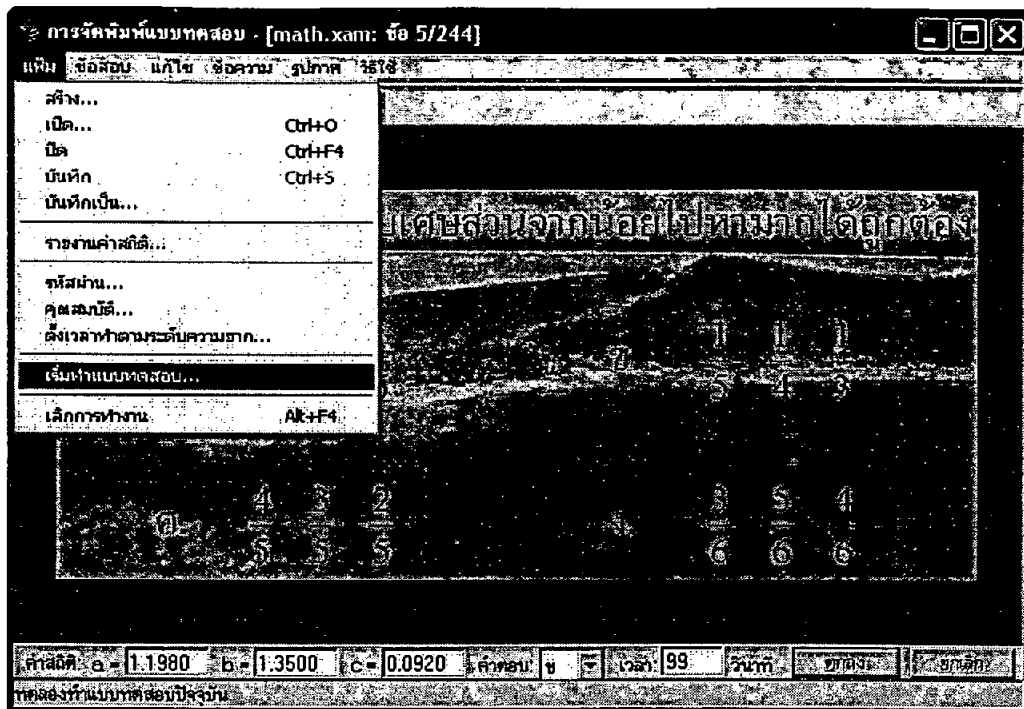 การจัดพิมพ์แบบทดสอบ - [math.xam: ข้อ 5/244]
แฟ้ม ข้อสอบ แก้ไข ข้อความ รูปภาพ วิธีใช้
สร้าง...
เปิด... Ctrl+O
ปิด Ctrl+F4
บันทึก Ctrl+S
บันทึกเป็น...
รายงานค่าสถิติ...
รหัสผ่าน...
คุณสมบัติ...
ตั้งเวลาทำตามระดับความยาก...
เริ่มทำแบบทดสอบ...
เลิกการทำงาน Alt+F4
เศษส่วนจากน้อยไปหามากได้ถูกต้อง
1 1 1
5 4 3
4 3 2 3 5 4
ค. 5 5 5 ง. 6 6 6
ค่าสถิติ: a = 1.1980 b = 1.3500 c = 0.0920 คำตอบ: ข เวลา: 99 วินาที ตกลง ยกเลิก
ทดลองทำแบบทดสอบปัจจุบัน